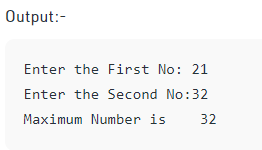 Output:-
Enter the First No: 21
Enter the Second No:32
Maximum Number is    32